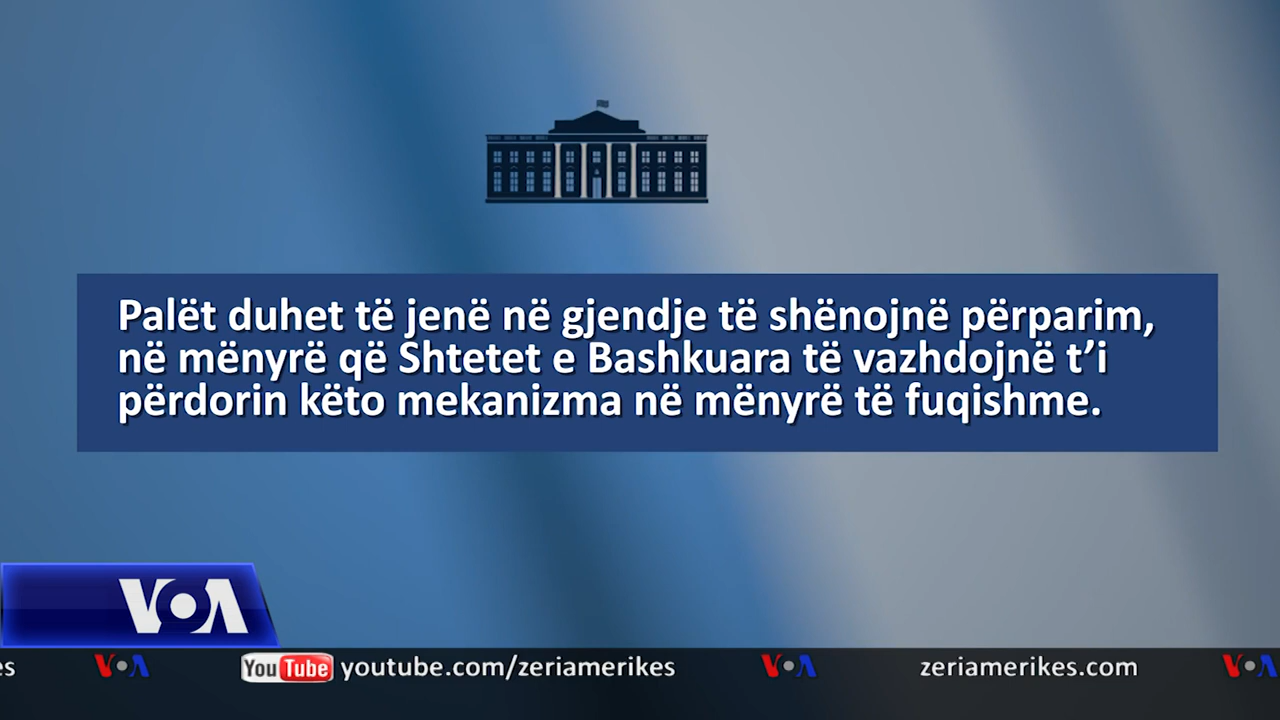 Palët duhet të jenë në gjendje të shënojnë përparim,
në mënyrë që Shtetet e Bashkuara të vazhdojnë t’i
përdorin këto mekanizma në mënyrë të fuqishme.
VOA
es VOA YouTube youtube.com/zeriamerikes VOA zeriamerikes.com VOA